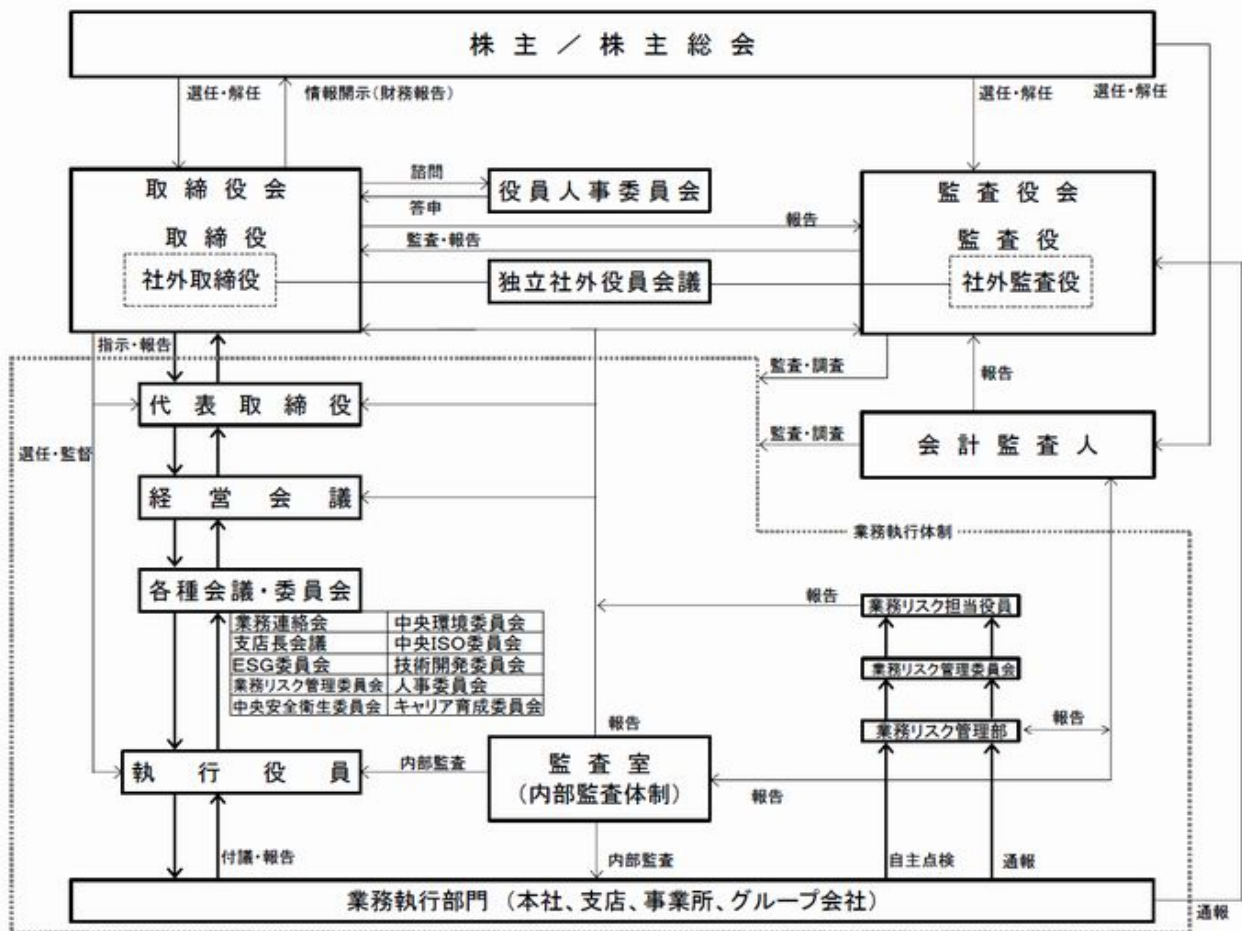 株主／株主総会
選任・解任
情報開示(財務報告)
選任・解任
選任・解任
取締役会
取締役
社外取締役
諮問
役員人事委員会
答申
報告
監査・報告
独立社外役員会議
監査役会
監査役
社外監査役
指示・報告
監査・調査
報告
代表取締役
会計監査人
監査・調査
選任・監督
経営会議
業務執行体制
各種会議・委員会
業務連絡会 中央環境委員会
支店長会議 中央ISO委員会
ESG委員会 技術開発委員会
業務リスク管理委員会 人事委員会
中央安全衛生委員会 キャリア育成委員会
報告
業務リスク担当役員
業務リスク管理委員会
業務リスク管理部
報告
報告
執行役員
内部監査
監査室
(内部監査体制)
報告
付議・報告
内部監査
自主点検
通報
業務執行部門（本社、支店、事業所、グループ会社）
通報